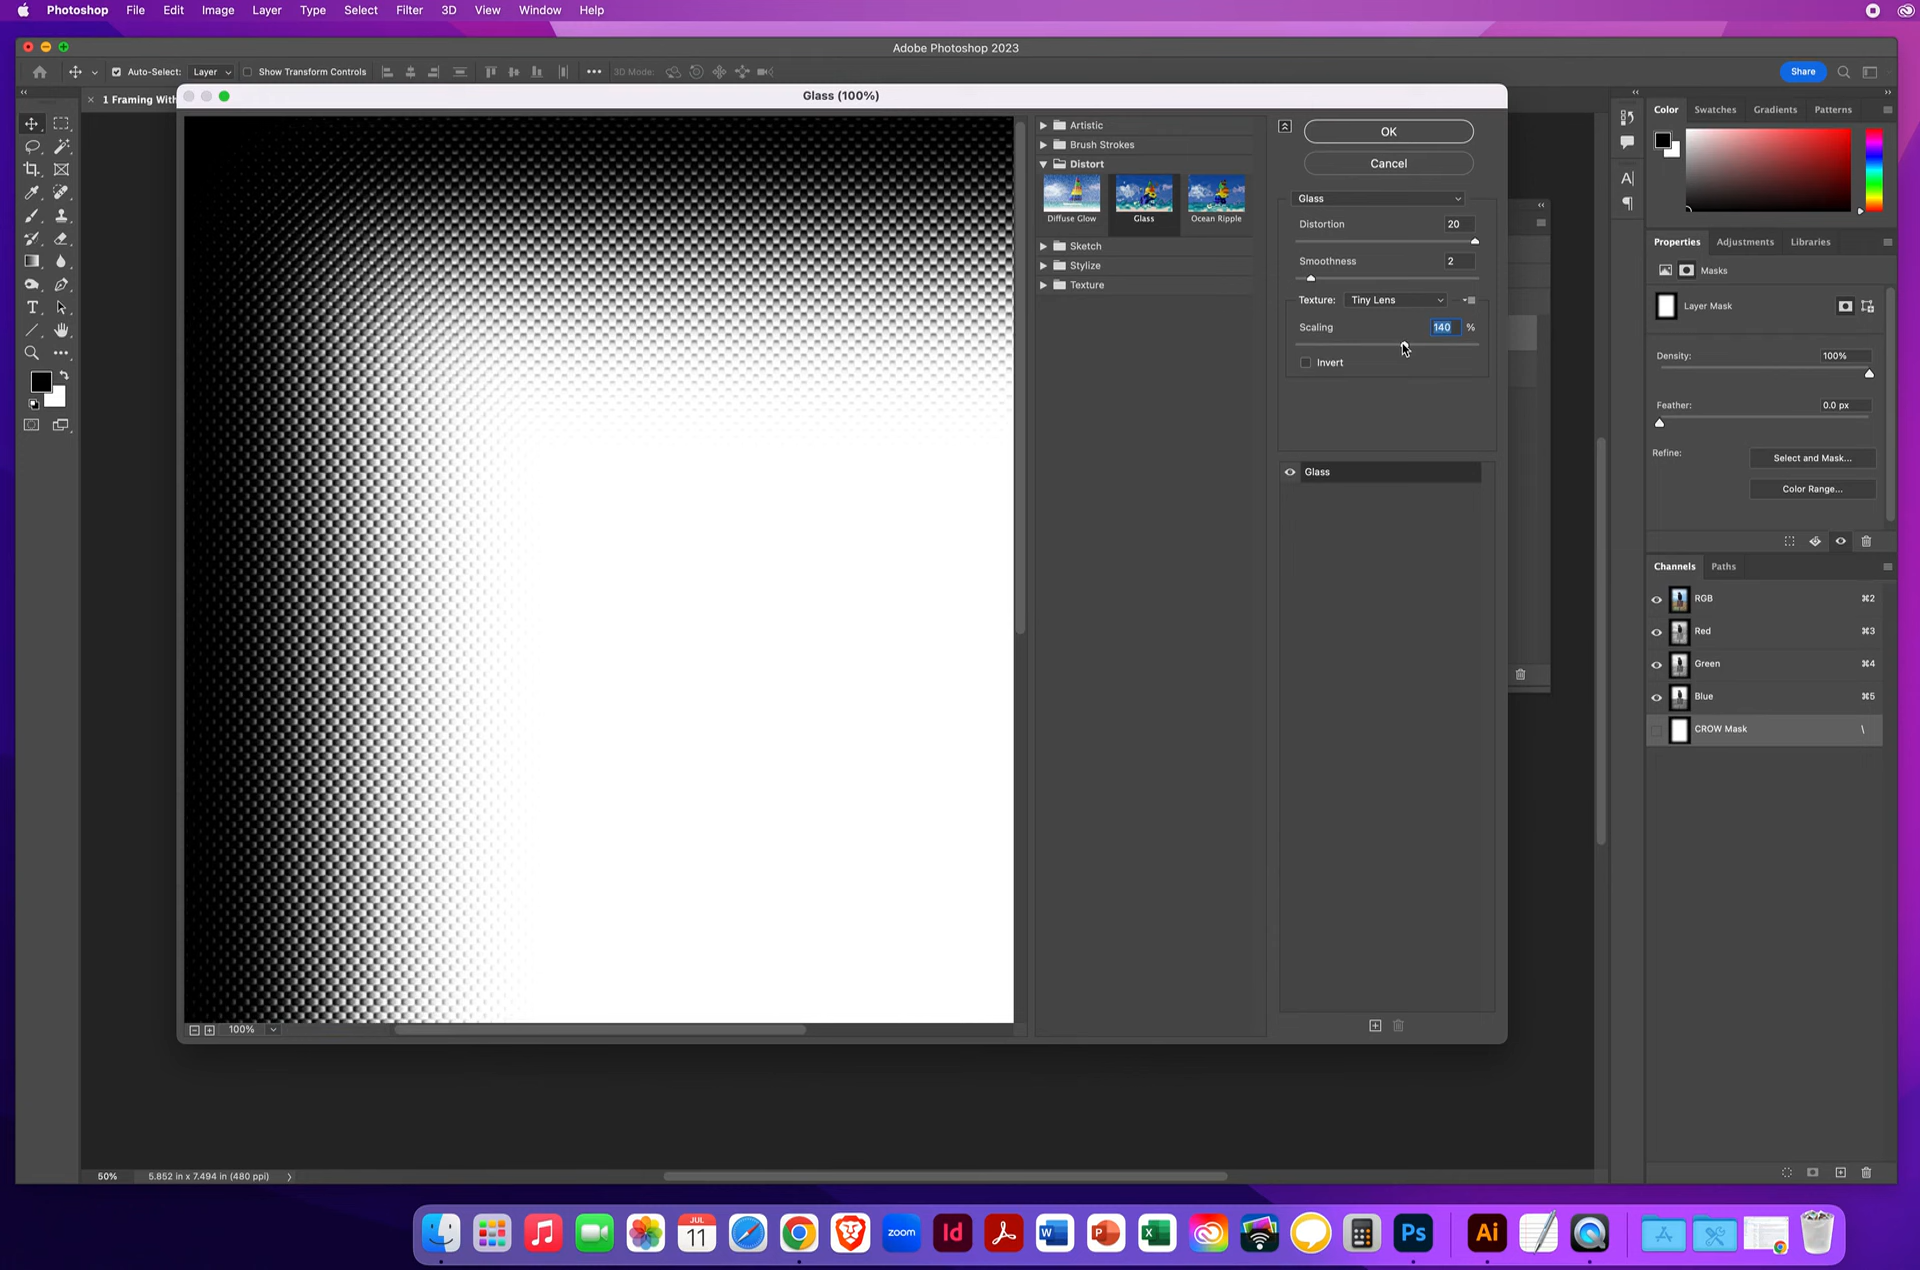 Photoshop File Edit Image Layer Type Select Filter 3D View Window Help
Adobe Photoshop 2023
Auto-Select: Layer Show Transform Controls ••• 3D Mode: Share
× 1 Framing With
Glass (100%)
Color Swatches Gradients Patterns
Artistic
Brush Strokes
Distort
Diffuse Glow Glass Ocean Ripple
Sketch
Stylize
Texture
OK
Cancel
Glass
Distortion 20
Smoothness 2
Texture: Tiny Lens
Scaling 140 %
Invert
Glass
100%
Properties Adjustments Libraries
Masks
Layer Mask
Density: 100%
Feather: 0.0 px
Refine: Select and Mask...
Color Range...
Channels Paths
RGB ⌘2
Red ⌘3
Green ⌘4
Blue ⌘5
CROW Mask \
50% 5.852 in x 7.494 in (480 ppi)
JUL
11
zoom
Id
W
P
X
Ps
Ai